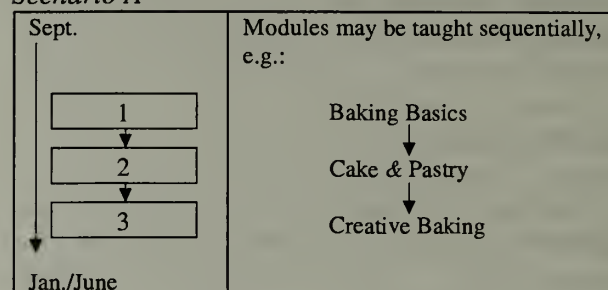 Sept.
1
2
3
Jan./June
Modules may be taught sequentially,
e.g.:
Baking Basics
Cake & Pastry
Creative Baking